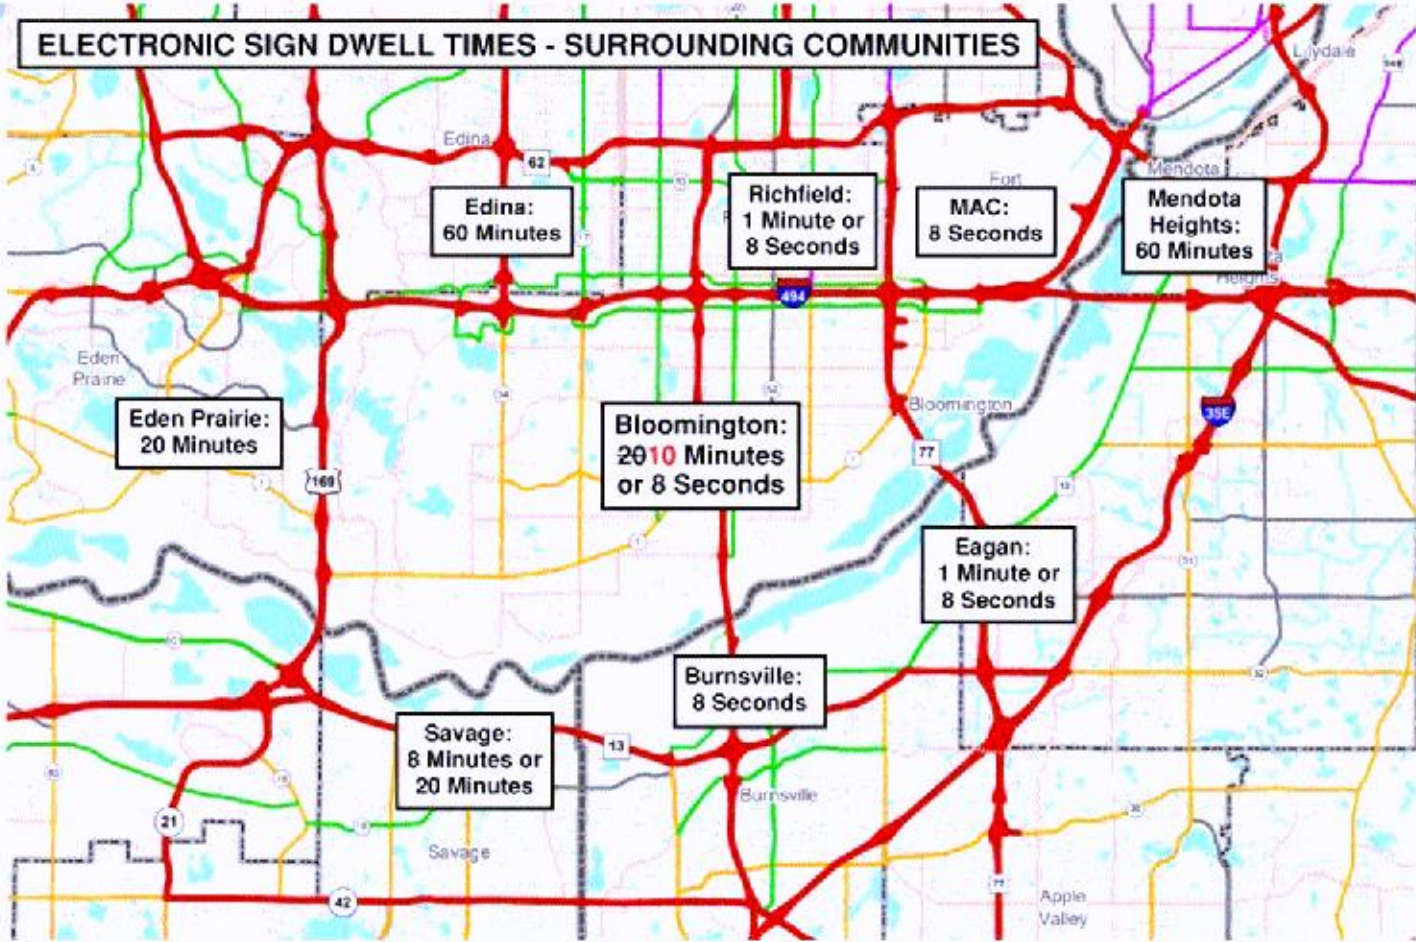 ELECTRONIC SIGN DWELL TIMES - SURROUNDING COMMUNITIES
Lilydale
Edina
62
Mendota
Fort
Edina:
60 Minutes
Richfield:
1 Minute or
8 Seconds
MAC:
8 Seconds
Mendota
Heights:
60 Minutes
Heights
494
Eden
Prairie
Eden Prairie:
20 Minutes
Bloomington
35E
Bloomington:
2010 Minutes
or 8 Seconds
77
169
13
Eagan:
1 Minute or
8 Seconds
Burnsville:
8 Seconds
Savage:
8 Minutes or
20 Minutes
13
Burnsville
21
Savage
42
77
Apple
Valley